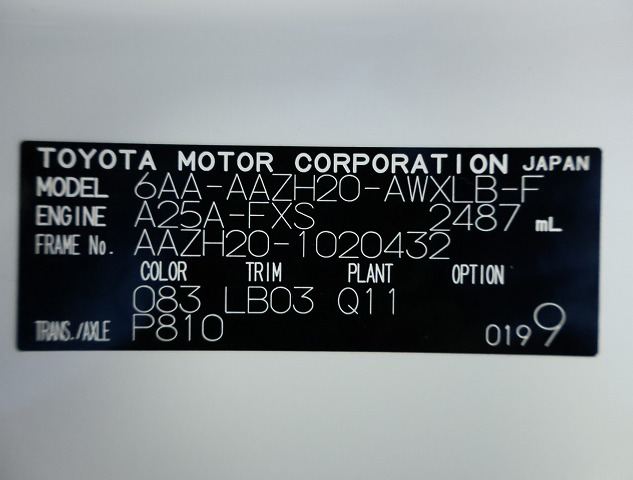 TOYOTA MOTOR CORPORATION JAPAN
MODEL 6AA-AAZH20-AWXLB-F
ENGINE A25A-FXS 2487 mL
FRAME No. AAZH20-1020432
COLOR TRIM PLANT OPTION
083 LB03 Q11
TRANS./AXLE P810 0199